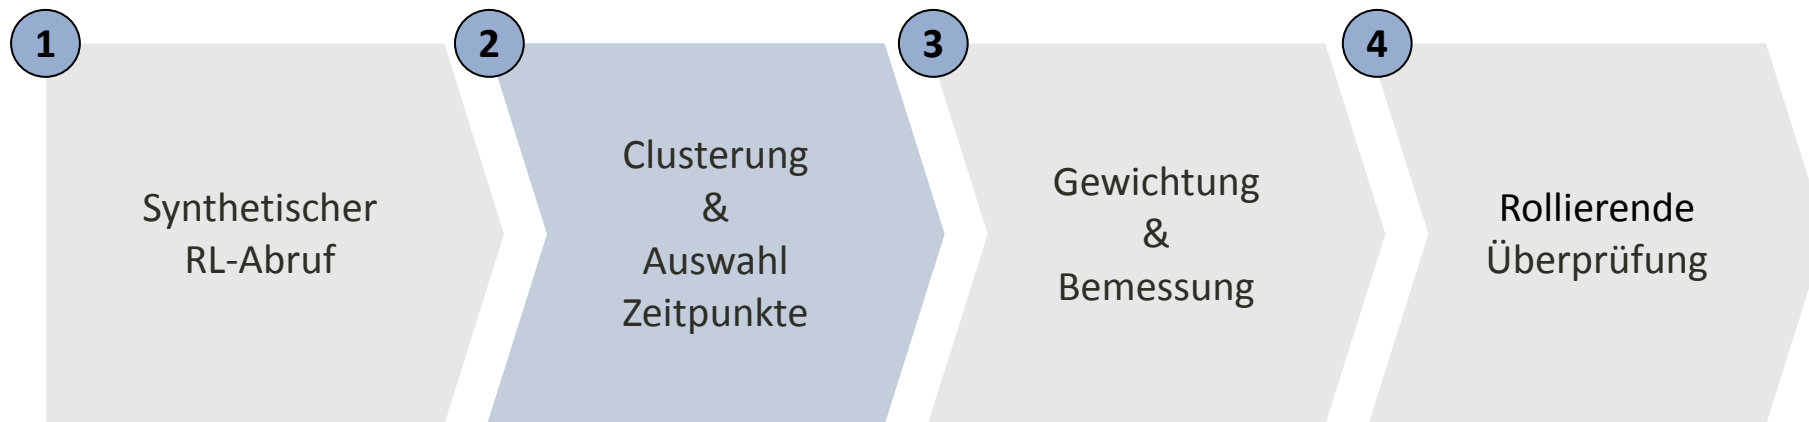 1
Synthetischer
RL-Abruf
2
Clusterung
&
Auswahl
Zeitpunkte
3
Gewichtung
&
Bemessung
4
Rollierende
Überprüfung